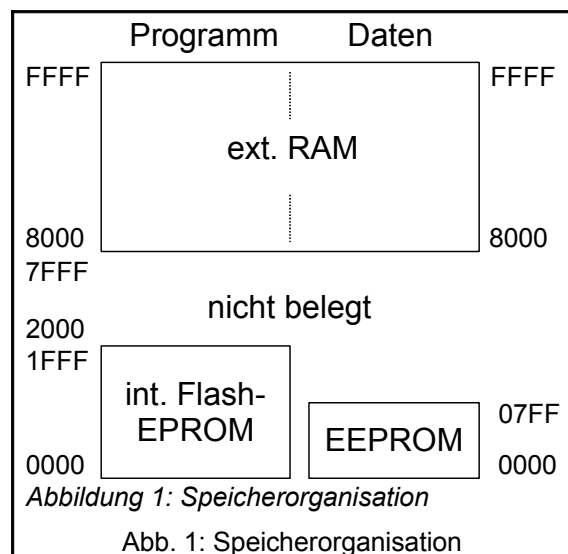 Programm Daten
FFFF FFFF
ext. RAM
8000 8000
7FFF
nicht belegt
2000
1FFF
int. Flash-
EPROM
EEPROM
07FF
0000 0000
Abbildung 1: Speicherorganisation
Abb. 1: Speicherorganisation